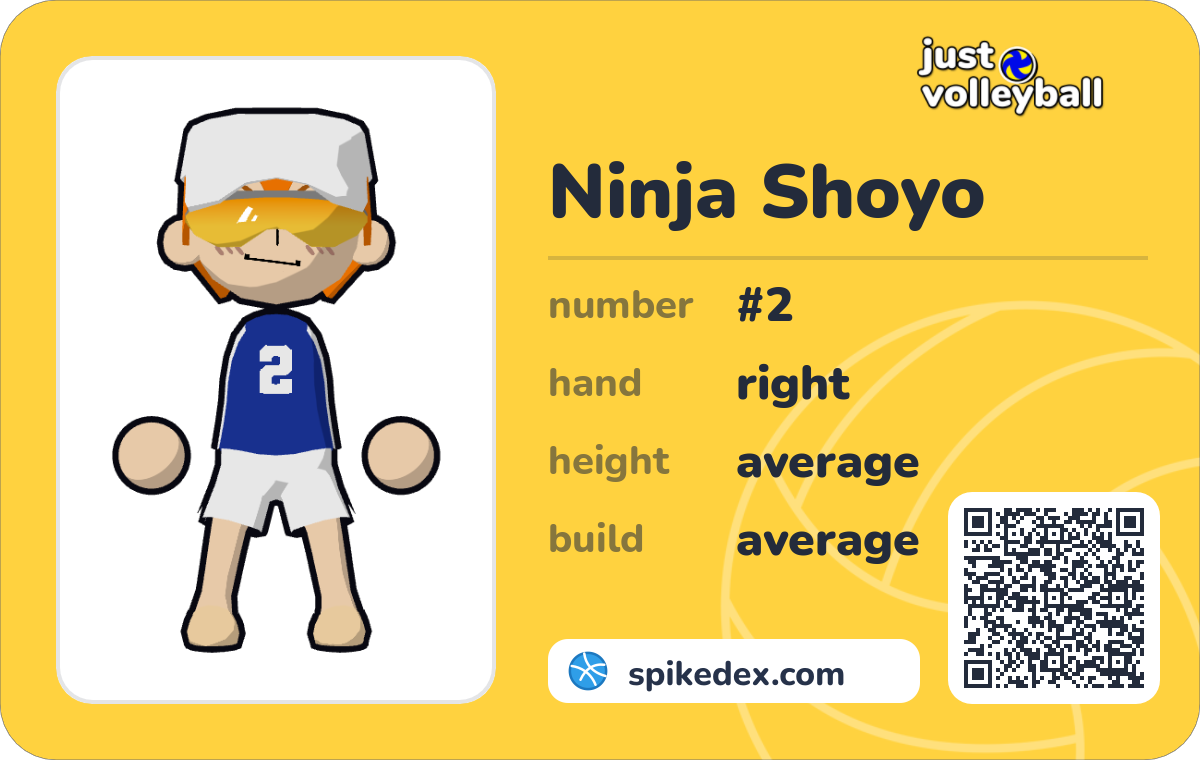 just
volleyball
Ninja Shoyo
number #2
hand right
height average
build average
2
spikedex.com